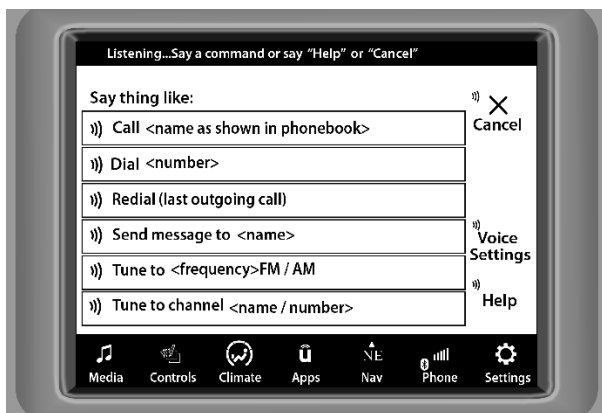 Listening...Say a command or say "Help" or "Cancel"
Say thing like:
Call <name as shown in phonebook>
Dial <number>
Redial (last outgoing call)
Send message to <name>
Tune to <frequency>FM / AM
Tune to channel <name / number>
Cancel
Voice
Settings
Help
NE
Media Controls Climate Apps Nav Phone Settings